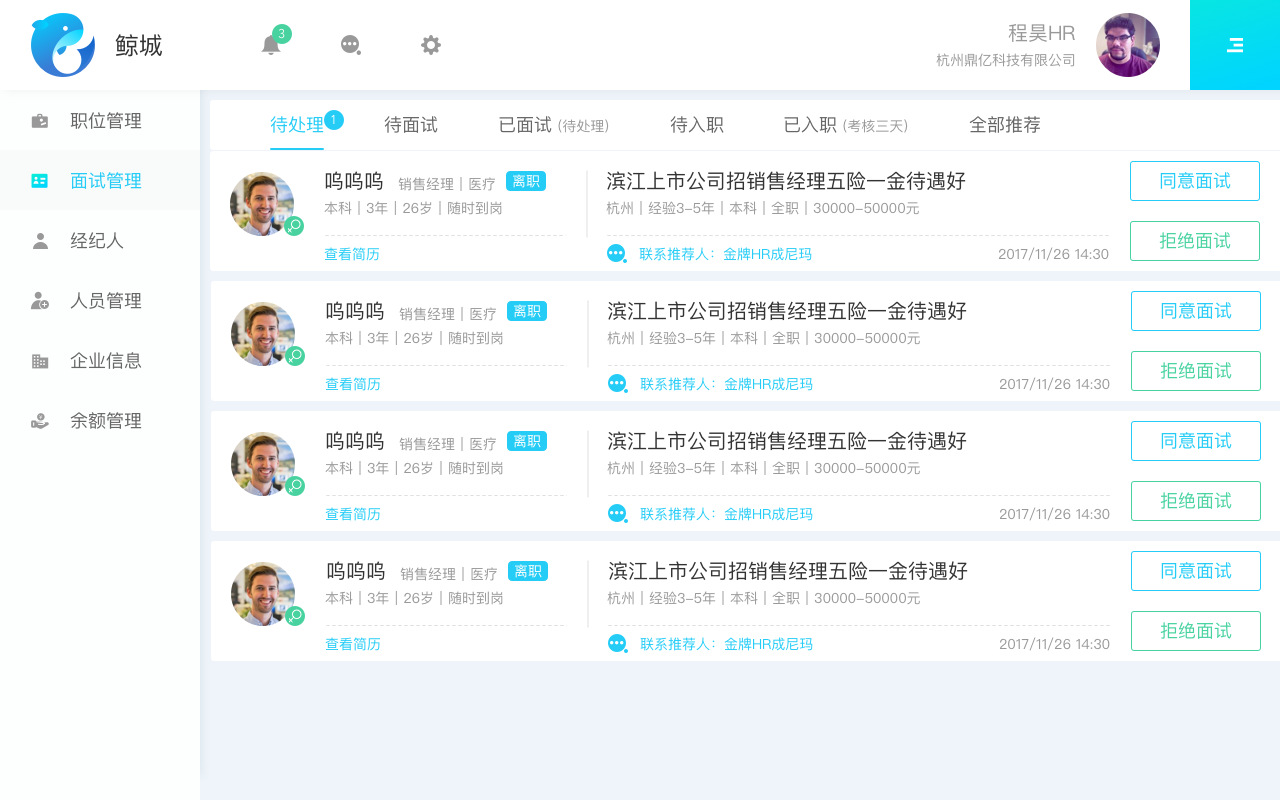 鲸城
3
程昊HR
杭州鼎亿科技有限公司
职位管理
面试管理
经纪人
人员管理
企业信息
余额管理
待处理 1 待面试 已面试 (待处理) 待入职 已入职 (考核三天) 全部推荐
呜呜呜 销售经理 | 医疗 离职
本科 | 3年 | 26岁 | 随时到岗
查看简历
滨江上市公司招销售经理五险一金待遇好
杭州 | 经验3-5年 | 本科 | 全职 | 30000-50000元
联系推荐人：金牌HR成尼玛 2017/11/26 14:30
同意面试
拒绝面试
呜呜呜 销售经理 | 医疗 离职
本科 | 3年 | 26岁 | 随时到岗
查看简历
滨江上市公司招销售经理五险一金待遇好
杭州 | 经验3-5年 | 本科 | 全职 | 30000-50000元
联系推荐人：金牌HR成尼玛 2017/11/26 14:30
同意面试
拒绝面试
呜呜呜 销售经理 | 医疗 离职
本科 | 3年 | 26岁 | 随时到岗
查看简历
滨江上市公司招销售经理五险一金待遇好
杭州 | 经验3-5年 | 本科 | 全职 | 30000-50000元
联系推荐人：金牌HR成尼玛 2017/11/26 14:30
同意面试
拒绝面试
呜呜呜 销售经理 | 医疗 离职
本科 | 3年 | 26岁 | 随时到岗
查看简历
滨江上市公司招销售经理五险一金待遇好
杭州 | 经验3-5年 | 本科 | 全职 | 30000-50000元
联系推荐人：金牌HR成尼玛 2017/11/26 14:30
同意面试
拒绝面试